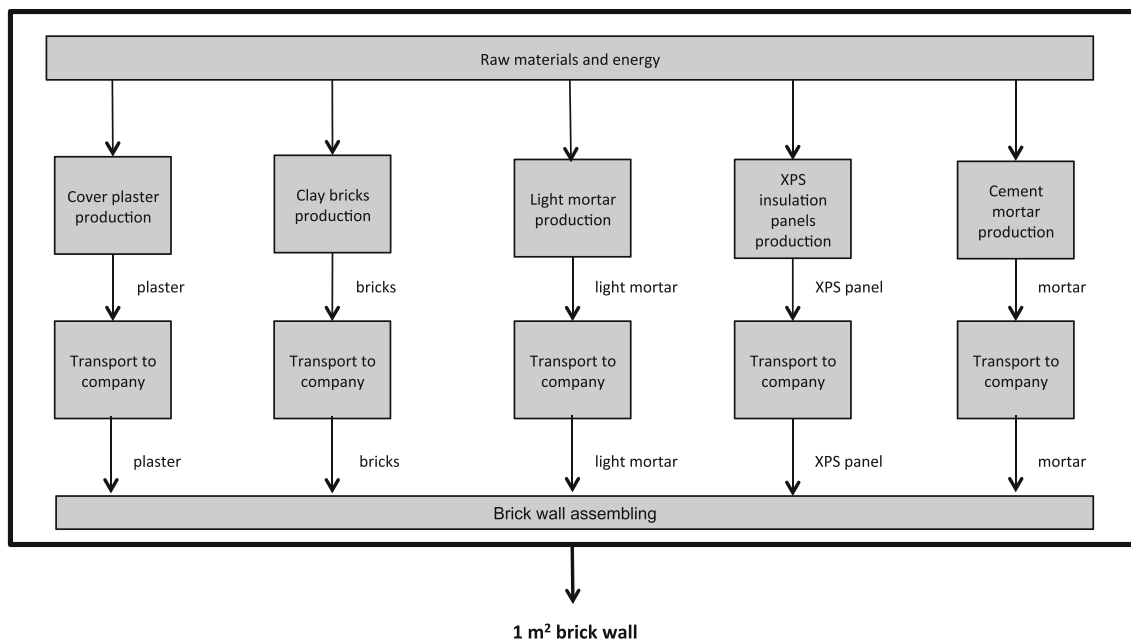 Raw materials and energy
Cover plaster
production
Clay bricks
production
Light mortar
production
XPS
insulation
panels
production
Cement
mortar
production
plaster
bricks
light mortar
XPS panel
mortar
Transport to
company
Transport to
company
Transport to
company
Transport to
company
Transport to
company
plaster
bricks
light mortar
XPS panel
mortar
Brick wall assembling
1 m² brick wall